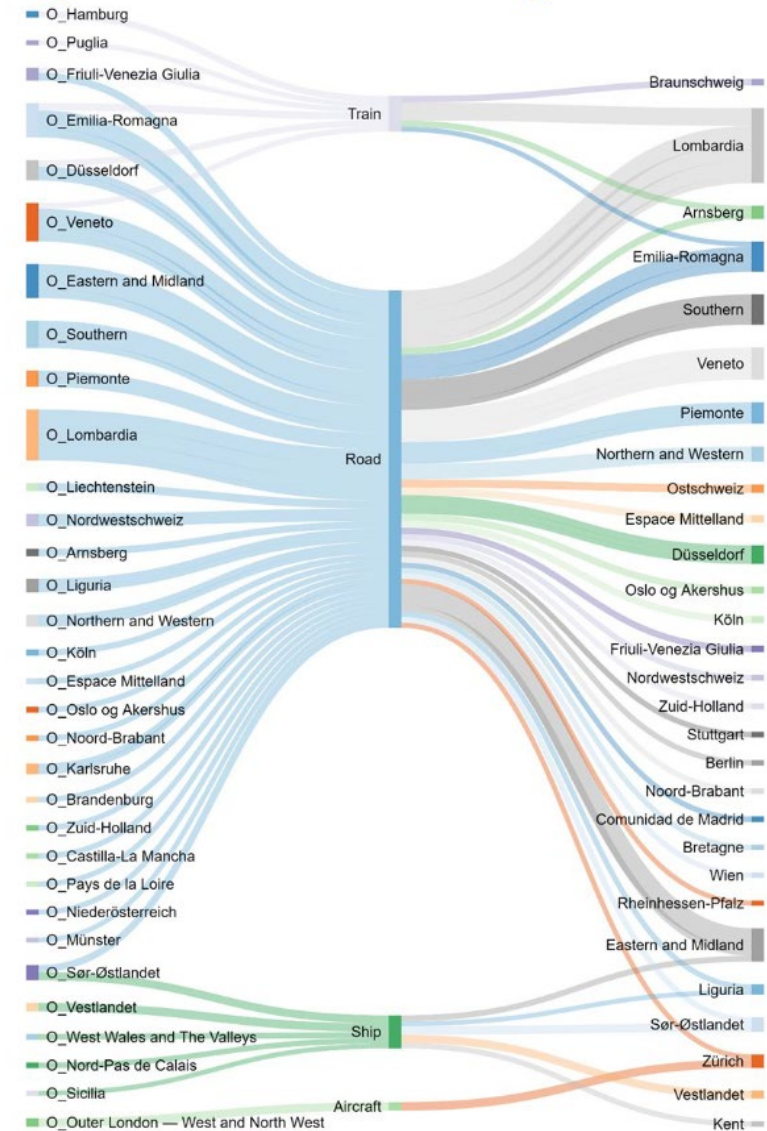 O_Hamburg
O_Puglia
O_Friuli-Venezia Giulia
O_Emilia-Romagna
O_Düsseldorf
O_Veneto
O_Eastern and Midland
O_Southern
O_Piemonte
O_Lombardia
O_Liechtenstein
O_Nordwestschweiz
O_Arnsberg
O_Liguria
O_Northern and Western
O_Köln
O_Espace Mittelland
O_Oslo og Akershus
O_Noord-Brabant
O_Karlsruhe
O_Brandenburg
O_Zuid-Holland
O_Castilla-La Mancha
O_Pays de la Loire
O_Niederösterreich
O_Münster
O_Sør-Østlandet
O_Vestlandet
O_West Wales and The Valleys
O_Nord-Pas de Calais
O_Sicilia
O_Outer London — West and North West
Train
Road
Ship
Aircraft
Braunschweig
Lombardia
Arnsberg
Emilia-Romagna
Southern
Veneto
Piemonte
Northern and Western
Ostschweiz
Espace Mittelland
Düsseldorf
Oslo og Akershus
Köln
Friuli-Venezia Giulia
Nordwestschweiz
Zuid-Holland
Stuttgart
Berlin
Noord-Brabant
Comunidad de Madrid
Bretagne
Wien
Rheinhessen-Pfalz
Eastern and Midland
Liguria
Sør-Østlandet
Zürich
Vestlandet
Kent